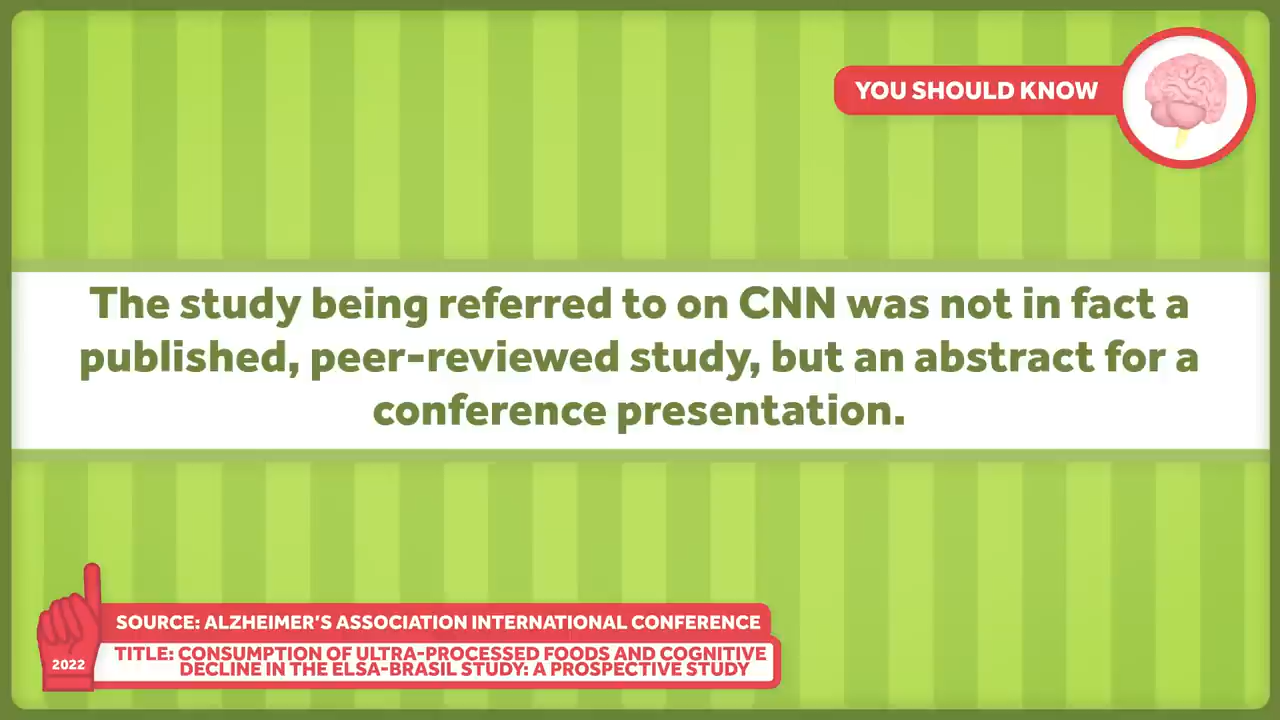 YOU SHOULD KNOW
The study being referred to on CNN was not in fact a
published, peer-reviewed study, but an abstract for a
conference presentation.
SOURCE: ALZHEIMER'S ASSOCIATION INTERNATIONAL CONFERENCE
2022
TITLE: CONSUMPTION OF ULTRA-PROCESSED FOODS AND COGNITIVE
DECLINE IN THE ELSA-BRASIL STUDY: A PROSPECTIVE STUDY